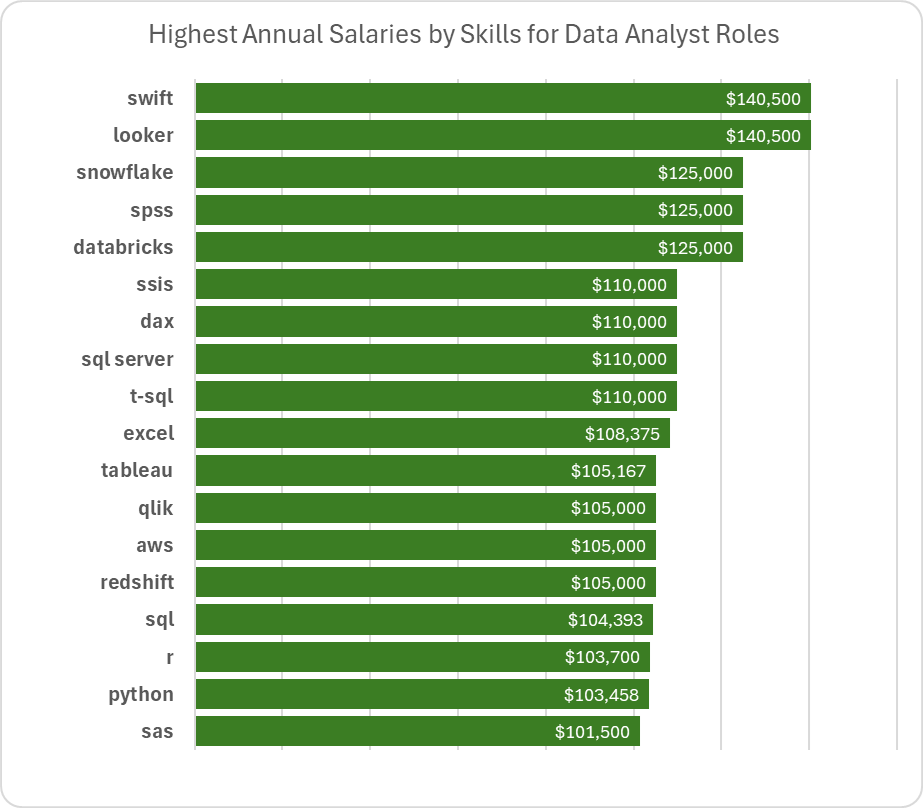 Highest Annual Salaries by Skills for Data Analyst Roles
swift $140,500
looker $140,500
snowflake $125,000
spss $125,000
databricks $125,000
ssis $110,000
dax $110,000
sql server $110,000
t-sql $110,000
excel $108,375
tableau $105,167
qlik $105,000
aws $105,000
redshift $105,000
sql $104,393
r $103,700
python $103,458
sas $101,500